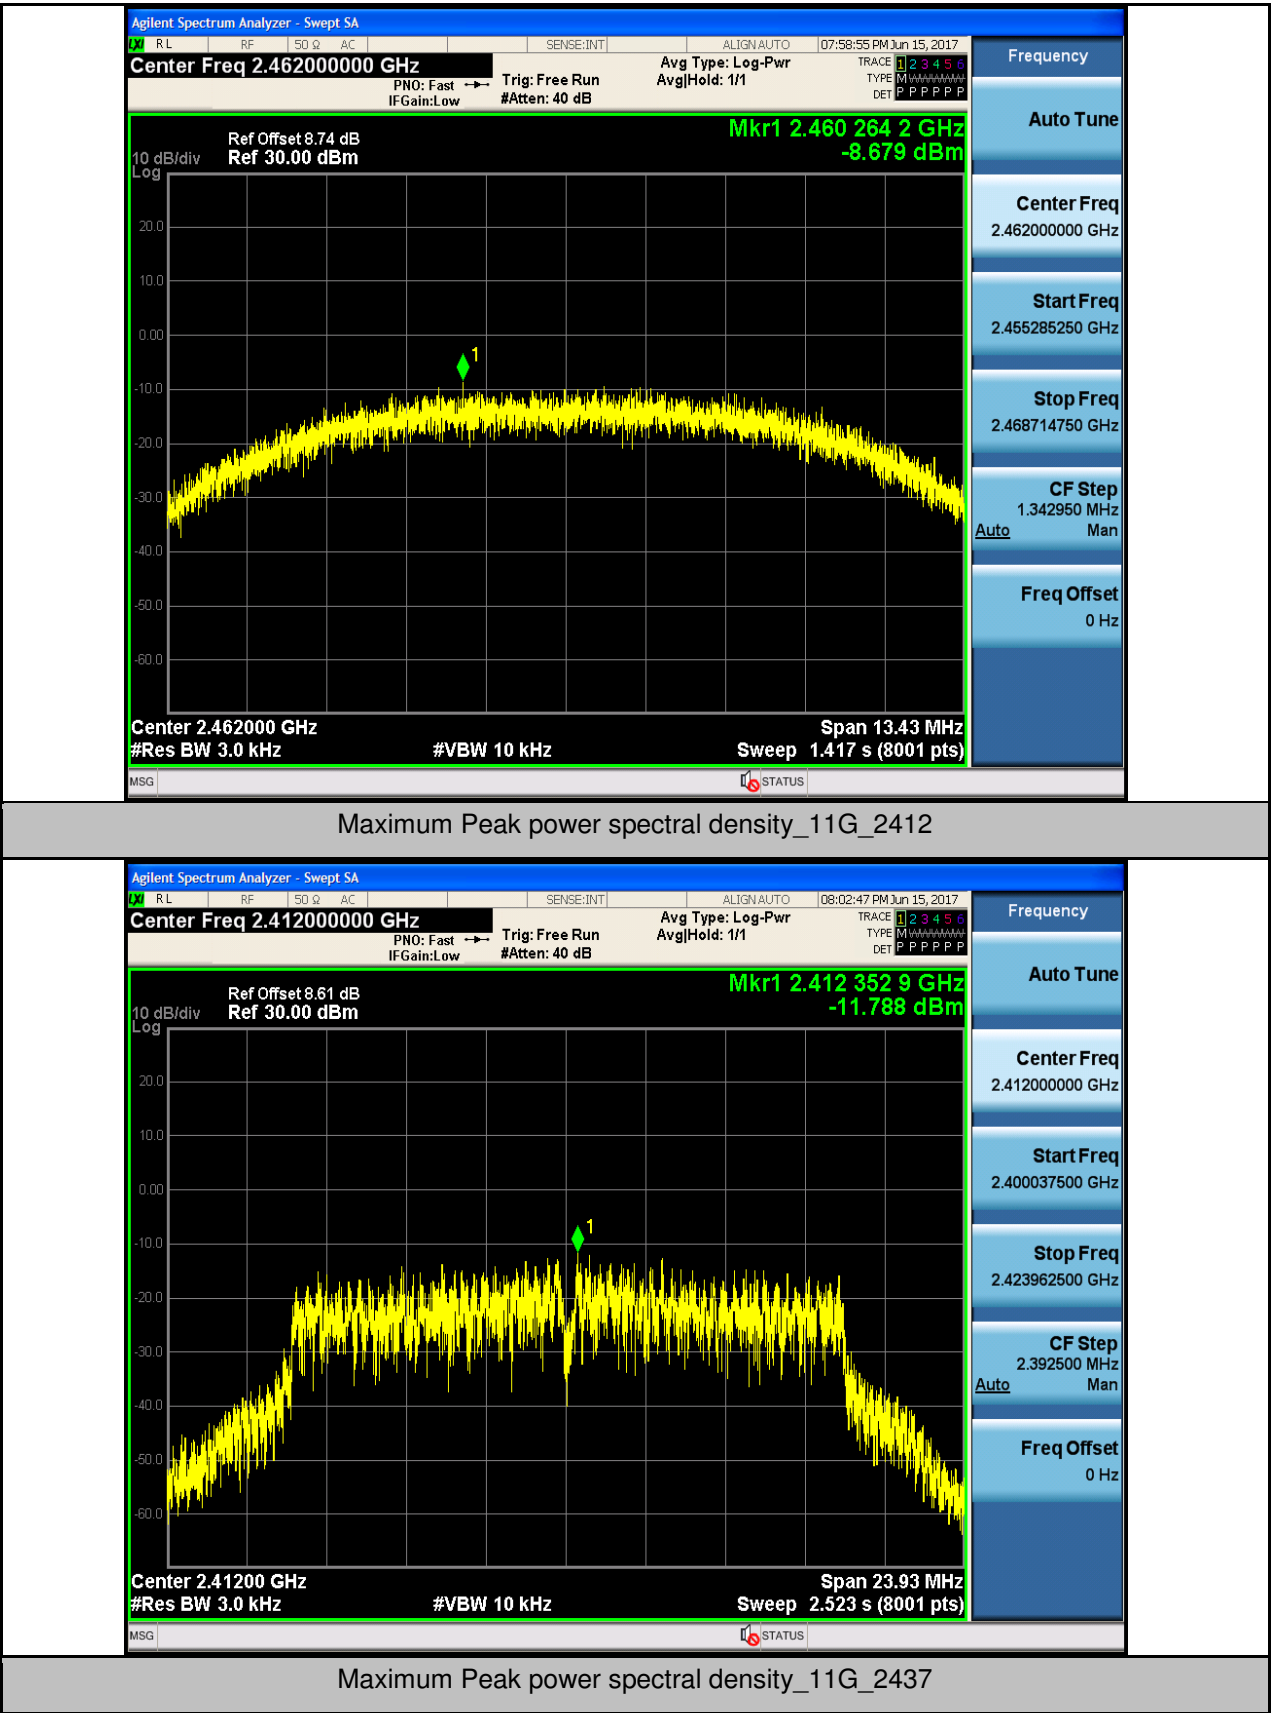 Agilent Spectrum Analyzer - Swept SA
LXI RL RF 50 Ω AC SENSE:INT ALIGN AUTO 07:58:55 PM Jun 15, 2017
Center Freq 2.462000000 GHz
PNO: Fast
IFGain:Low
Trig: Free Run
#Atten: 40 dB
Avg Type: Log-Pwr
Avg|Hold: 1/1
TRACE 1 2 3 4 5 6
TYPE M WWWWW
DET P P P P P P
Frequency
Auto Tune
Center Freq
2.462000000 GHz
Start Freq
2.455285250 GHz
Stop Freq
2.468714750 GHz
CF Step
1.342950 MHz
Auto Man
Freq Offset
0 Hz
Mkr1 2.460 264 2 GHz
-8.679 dBm
Ref Offset 8.74 dB
10 dB/div Ref 30.00 dBm
Log
20.0
10.0
0.00
1
-10.0
-20.0
-30.0
-40.0
-50.0
-60.0
Center 2.462000 GHz Span 13.43 MHz
#Res BW 3.0 kHz #VBW 10 kHz Sweep 1.417 s (8001 pts)
MSG STATUS
Maximum Peak power spectral density_11G_2412
Agilent Spectrum Analyzer - Swept SA
LXI RL RF 50 Ω AC SENSE:INT ALIGN AUTO 08:02:47 PM Jun 15, 2017
Center Freq 2.412000000 GHz
PNO: Fast
IFGain:Low
Trig: Free Run
#Atten: 40 dB
Avg Type: Log-Pwr
Avg|Hold: 1/1
TRACE 1 2 3 4 5 6
TYPE M WWWWW
DET P P P P P P
Frequency
Auto Tune
Center Freq
2.412000000 GHz
Start Freq
2.400037500 GHz
Stop Freq
2.423962500 GHz
CF Step
2.392500 MHz
Auto Man
Freq Offset
0 Hz
Mkr1 2.412 352 9 GHz
-11.788 dBm
Ref Offset 8.61 dB
10 dB/div Ref 30.00 dBm
Log
20.0
10.0
0.00
1
-10.0
-20.0
-30.0
-40.0
-50.0
-60.0
Center 2.41200 GHz Span 23.93 MHz
#Res BW 3.0 kHz #VBW 10 kHz Sweep 2.523 s (8001 pts)
MSG STATUS
Maximum Peak power spectral density_11G_2437